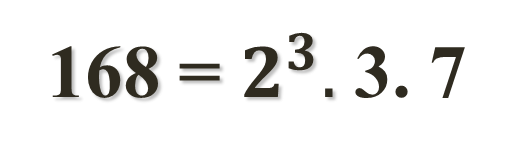 168 = 2³. 3. 7